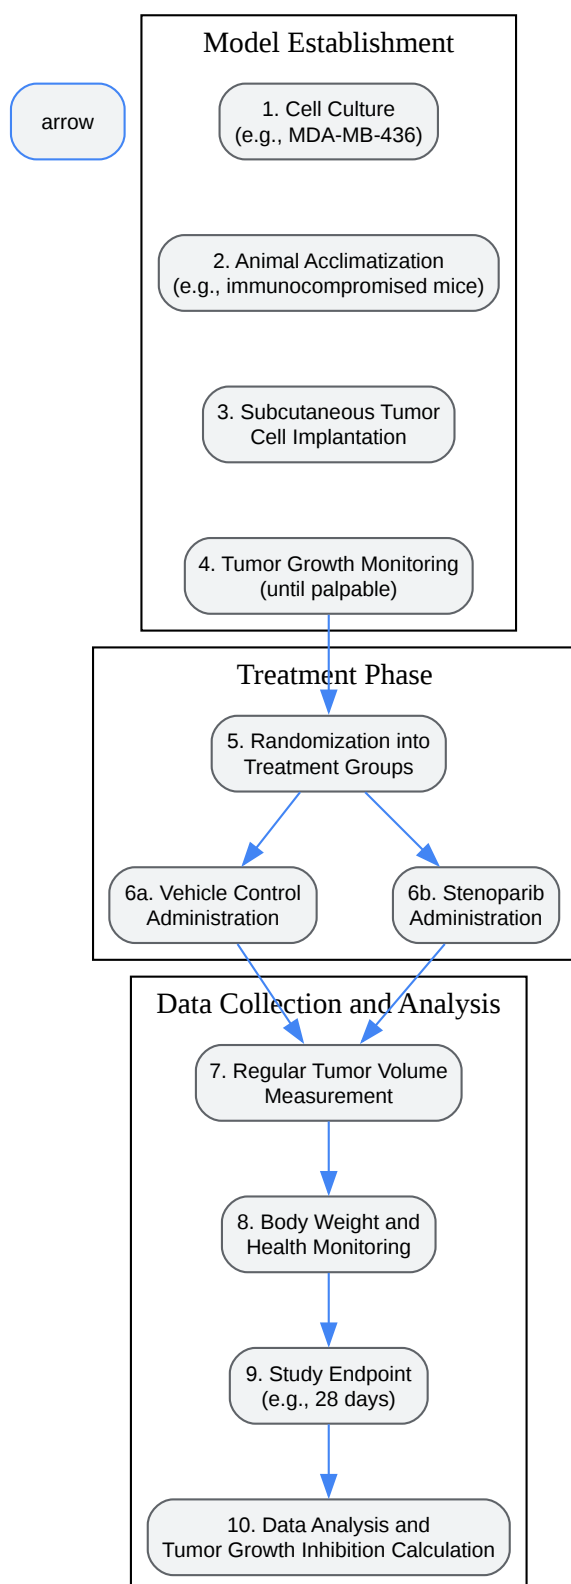 Model Establishment
arrow
1. Cell Culture
(e.g., MDA-MB-436)
2. Animal Acclimatization
(e.g., immunocompromised mice)
3. Subcutaneous Tumor
Cell Implantation
4. Tumor Growth Monitoring
(until palpable)
Treatment Phase
5. Randomization into
Treatment Groups
6a. Vehicle Control
Administration
6b. Stenoparib
Administration
Data Collection and Analysis
7. Regular Tumor Volume
Measurement
8. Body Weight and
Health Monitoring
9. Study Endpoint
(e.g., 28 days)
10. Data Analysis and
Tumor Growth Inhibition Calculation